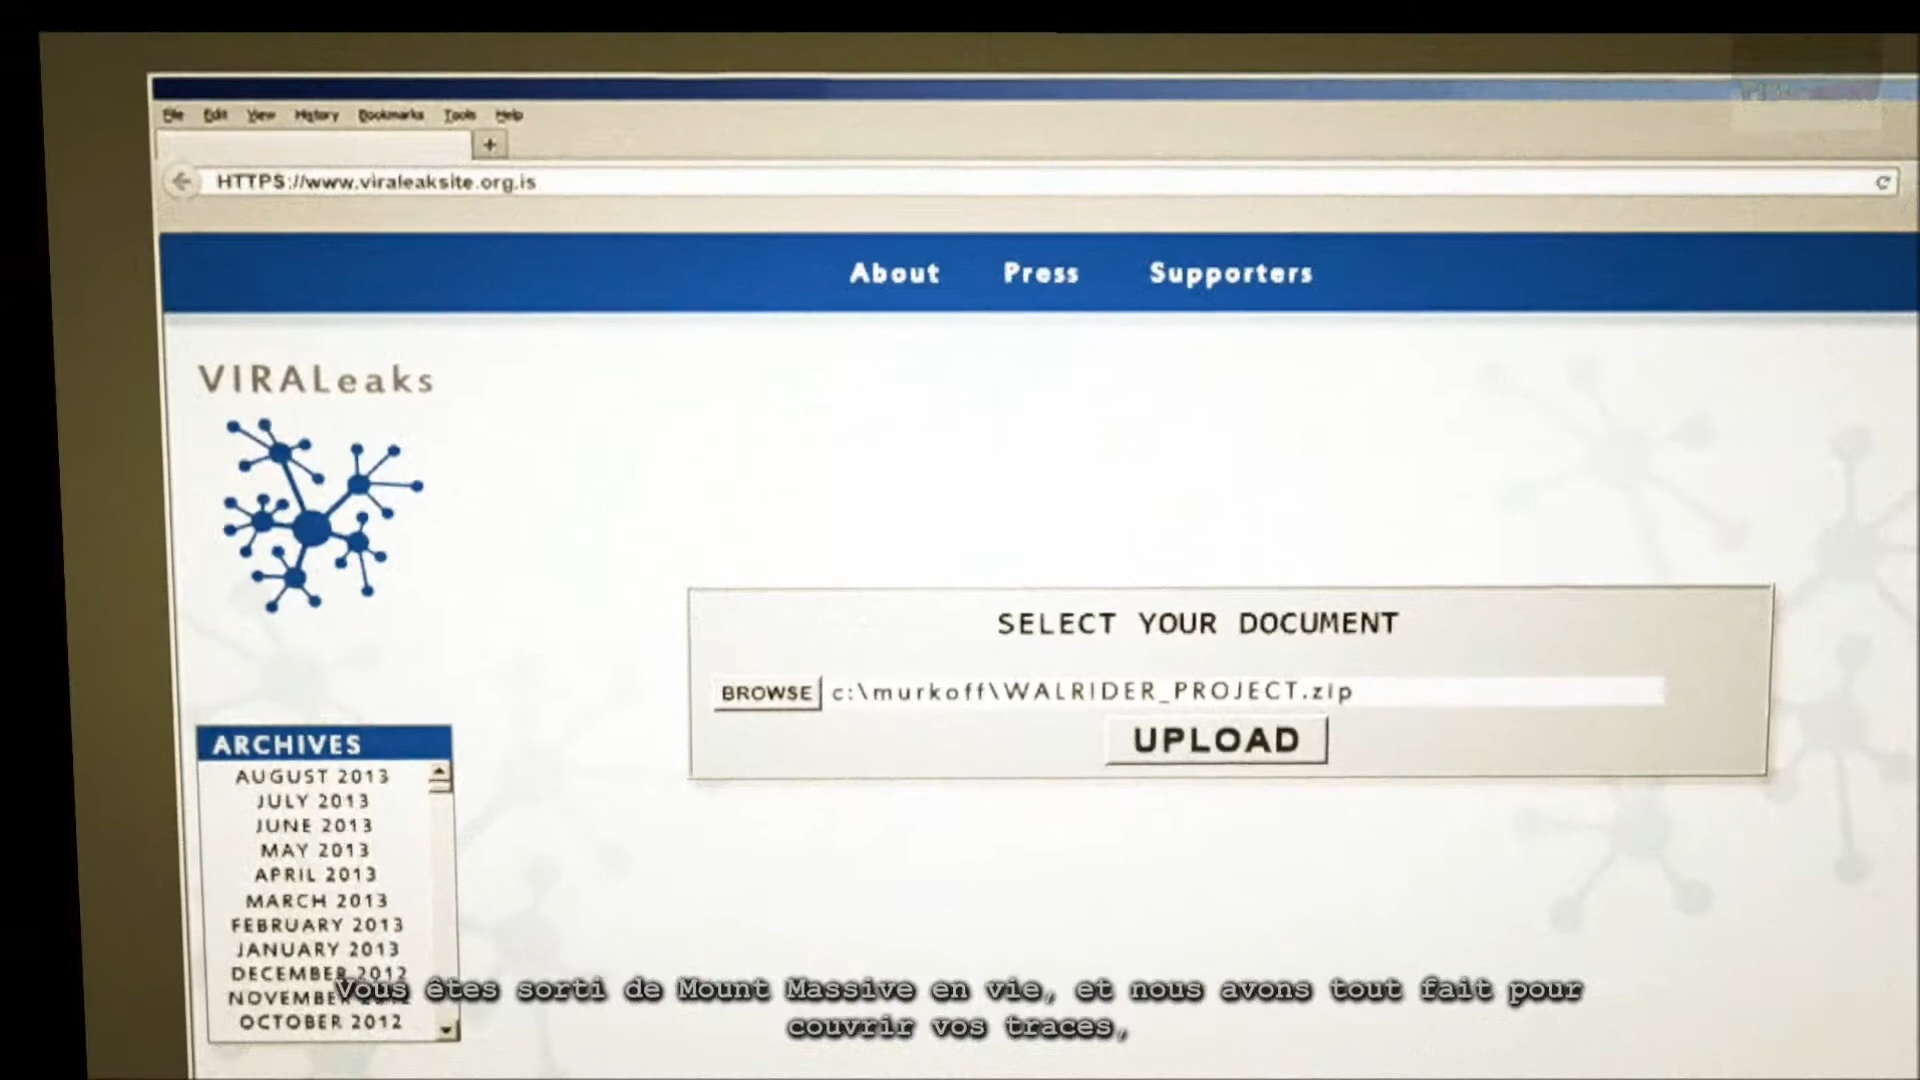 File Edit View History Bookmarks Tools Help
+
HTTPS://www.viraleaksite.org.is
About Press Supporters
VIRALeaks
SELECT YOUR DOCUMENT
BROWSE c:\murkoff\WALRIDER_PROJECT.zip
UPLOAD
ARCHIVES
AUGUST 2013
JULY 2013
JUNE 2013
MAY 2013
APRIL 2013
MARCH 2013
FEBRUARY 2013
JANUARY 2013
DECEMBER 2012
NOVEMBER 2012
OCTOBER 2012
Vous êtes sorti de Mount Massive en vie, et nous avons tout fait pour
couvrir vos traces,